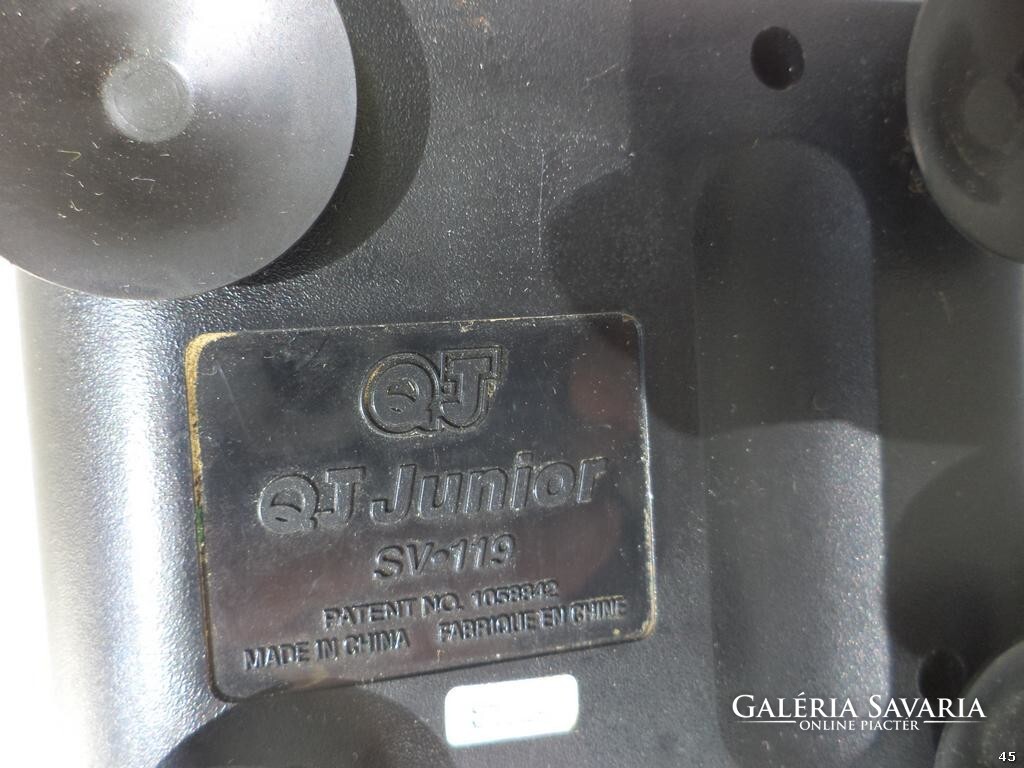 QJ
QJ Junior
SV·119
PATENT NO. 1058842
MADE IN CHINA FABRIQUE EN CHINE
GALÉRIA SAVARIA
ONLINE PIACTÉR
45